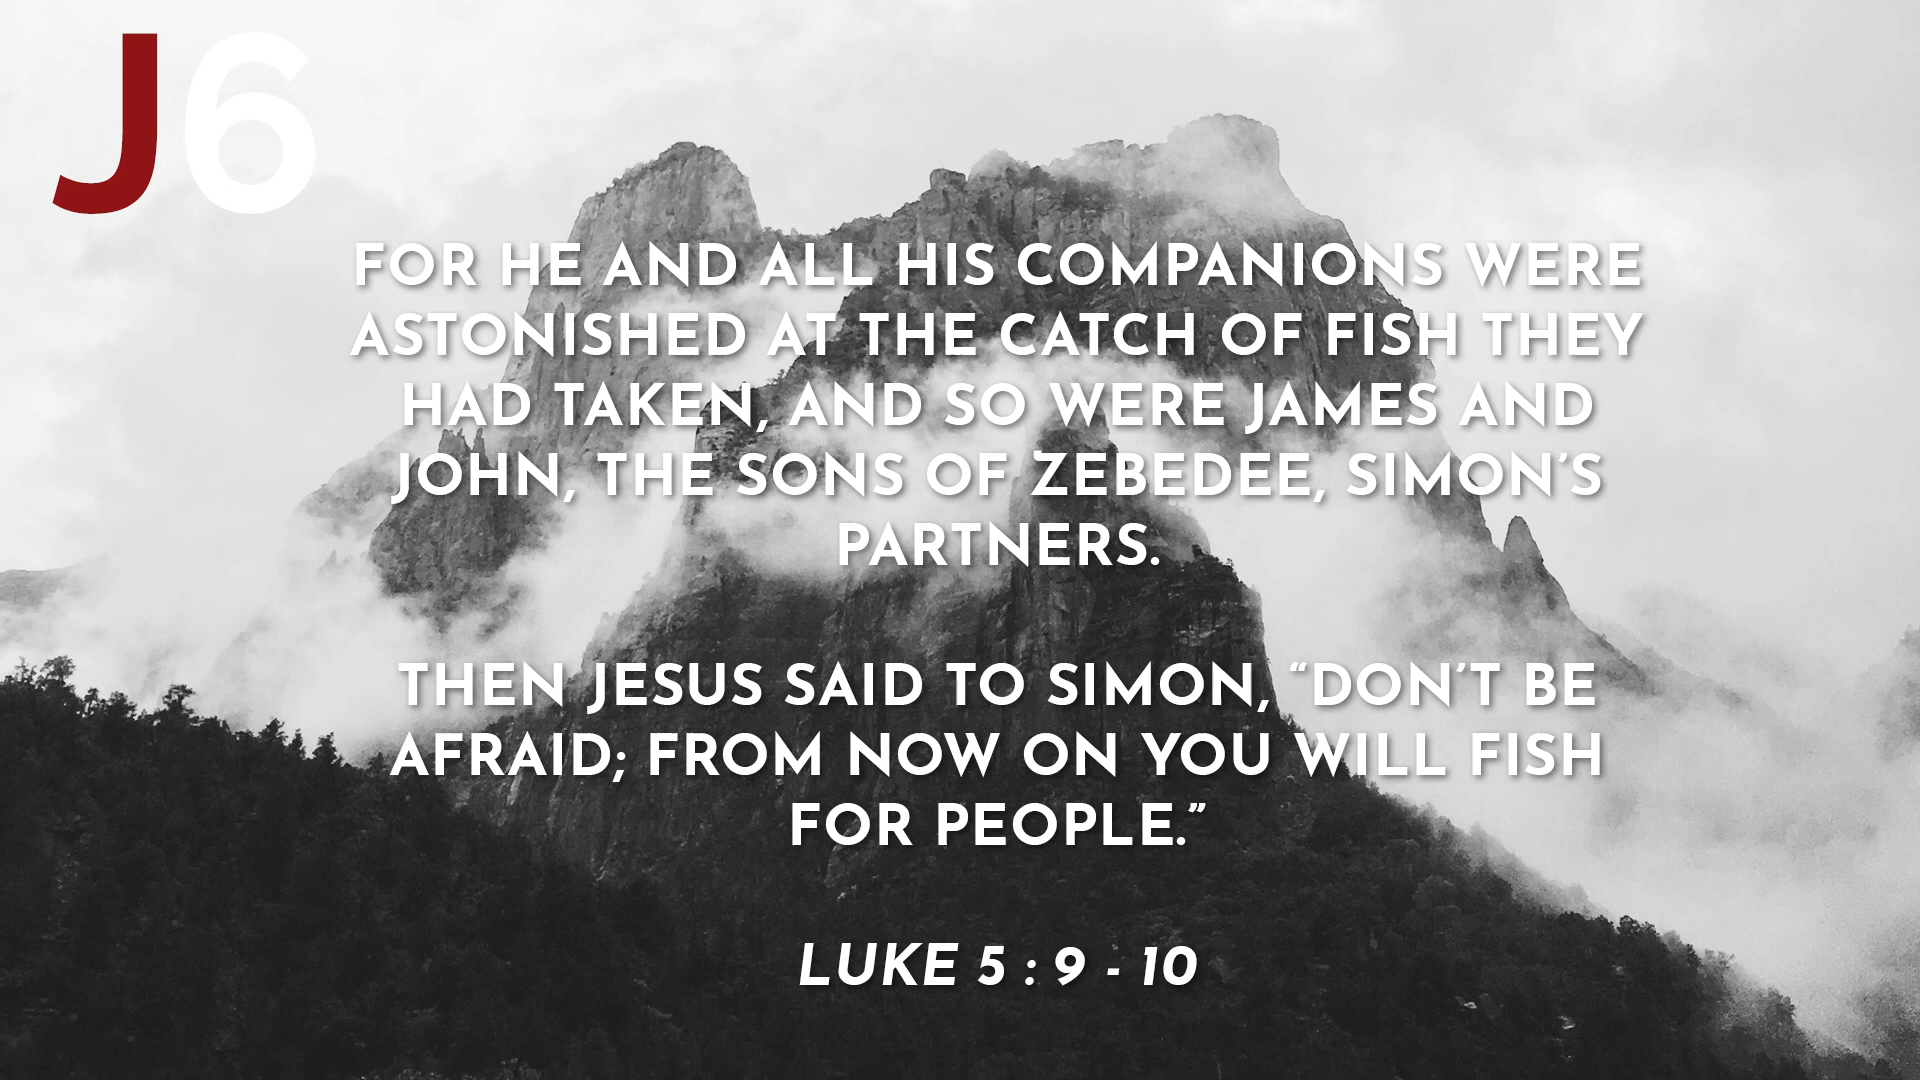 J6
FOR HE AND ALL HIS COMPANIONS WERE
ASTONISHED AT THE CATCH OF FISH THEY
HAD TAKEN, AND SO WERE JAMES AND
JOHN, THE SONS OF ZEBEDEE, SIMON’S
PARTNERS.
THEN JESUS SAID TO SIMON, “DON’T BE
AFRAID; FROM NOW ON YOU WILL FISH
FOR PEOPLE.”
LUKE 5 : 9 - 10